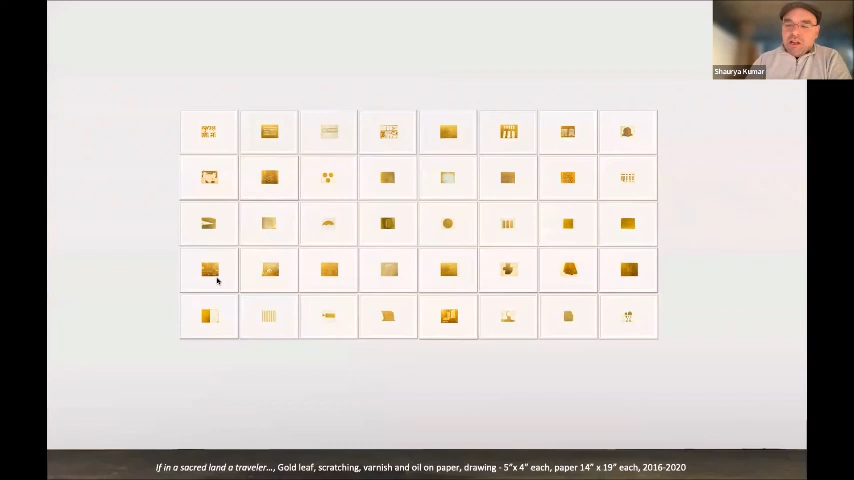 Shaurya Kumar
If in a sacred land a traveler..., Gold leaf, scratching, varnish and oil on paper, drawing - 5"x 4" each, paper 14" x 19" each, 2016-2020